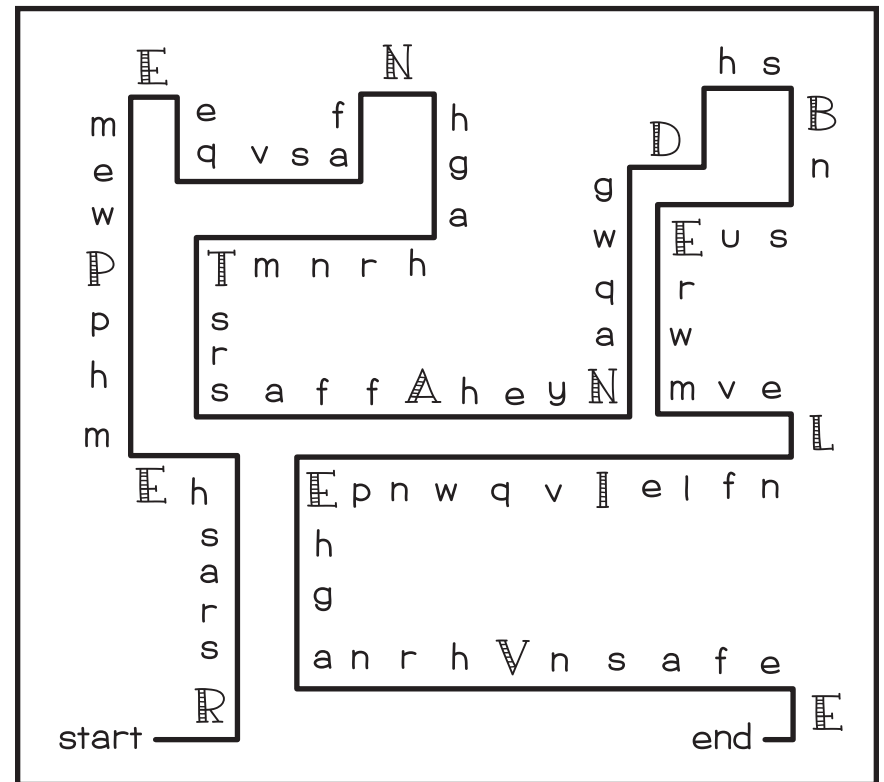 E N h s
m e f h B
D
e q v s a g n
g
w a
w E u s
P T m n r h
q r
p s
a w
r
h
s a f f A h e y N m v e
m L
E h E p n w q v I e l f n
s h
a
g
r
s a n r h V n s a f e
R E
start end